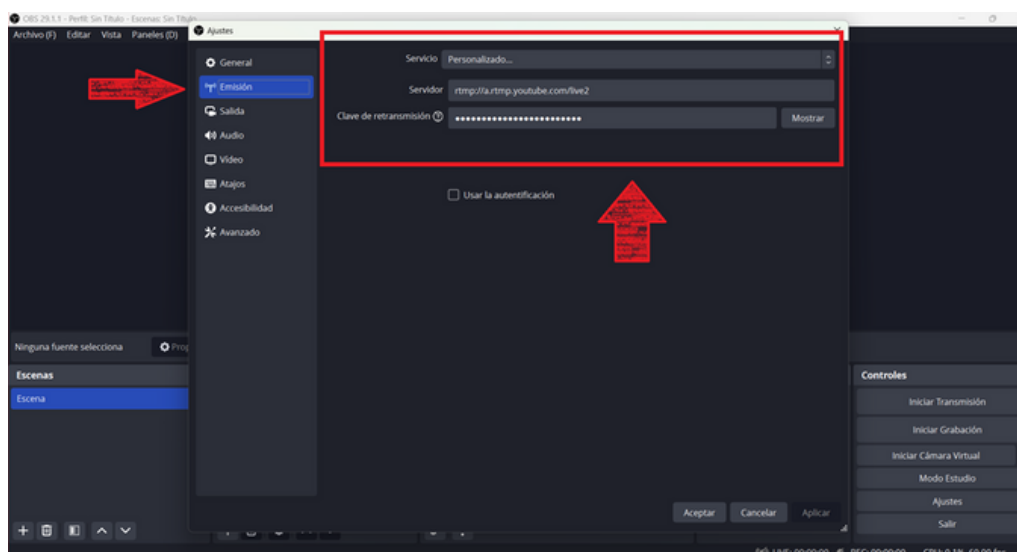 OBS 29.1.1 - Perfil: Sin Título - Escenas: Sin Título
Archivo (F) Editar Vista Paneles (D)
Ajustes
General
Emisión
Salida
Audio
Vídeo
Atajos
Accesibilidad
Avanzado
Servicio Personalizado...
Servidor rtmp://a.rtmp.youtube.com/live2
Clave de retransmisión ••••••••••••••••••••••••
Mostrar
Usar la autentificación
Aceptar Cancelar Aplicar
Ninguna fuente selecciona
Escenas
Escena
Controles
Iniciar Transmisión
Iniciar Grabación
Iniciar Cámara Virtual
Modo Estudio
Ajustes
Salir